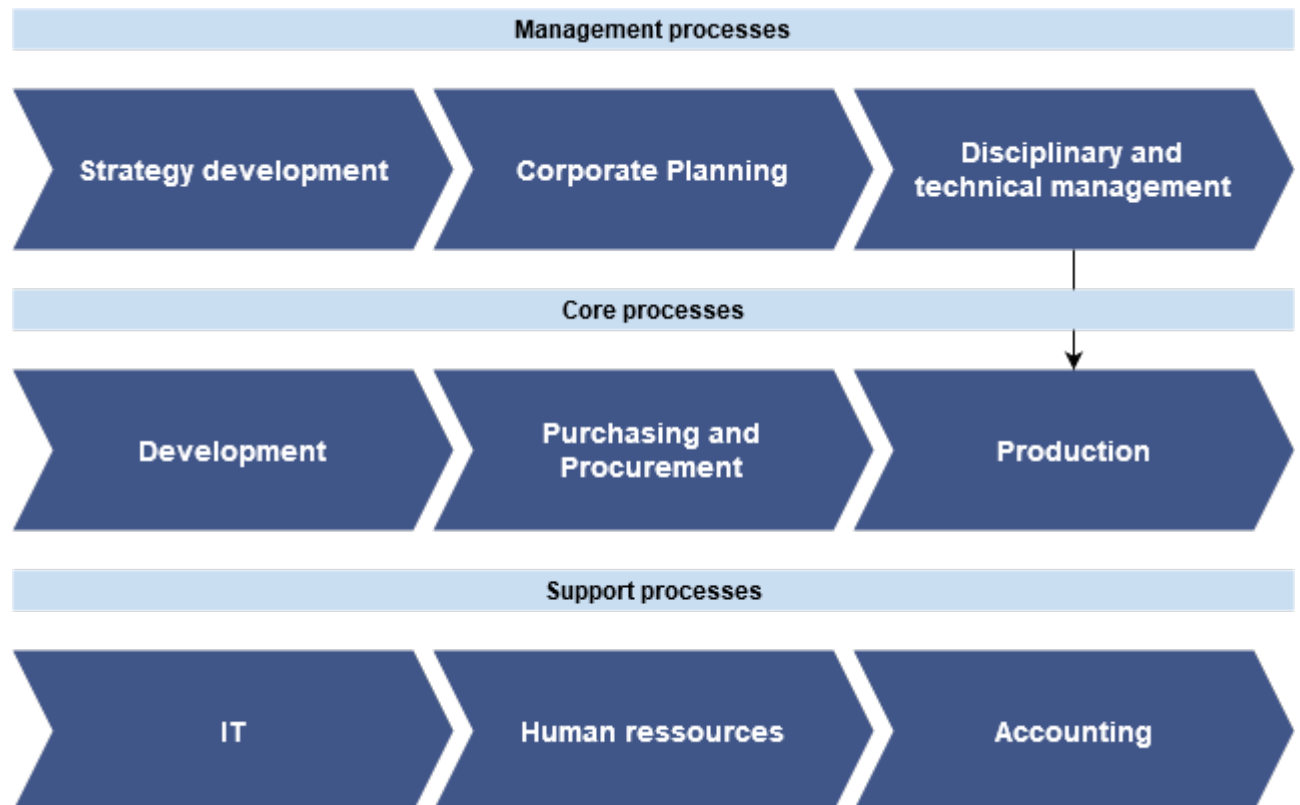 Management processes
Strategy development
Corporate Planning
Disciplinary and
technical management
Core processes
Development
Purchasing and
Procurement
Production
Support processes
IT
Human ressources
Accounting